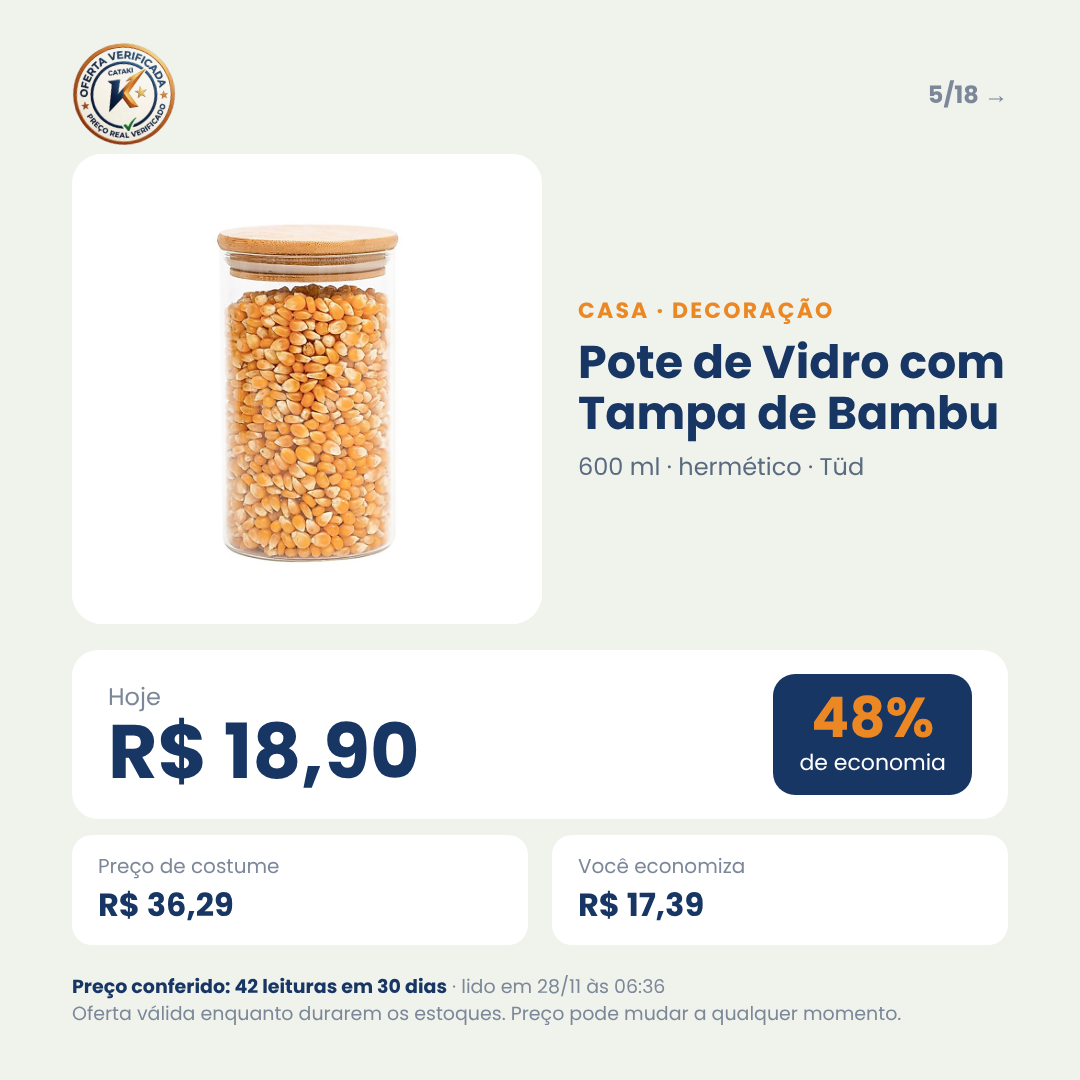 OFERTA VERIFICADA
CATAKI
PREÇO REAL VERIFICADO
5/18 →
CASA · DECORAÇÃO
Pote de Vidro com
Tampa de Bambu
600 ml · hermético · Tüd
Hoje
R$ 18,90
48%
de economia
Preço de costume
R$ 36,29
Você economiza
R$ 17,39
Preço conferido: 42 leituras em 30 dias · lido em 28/11 às 06:36
Oferta válida enquanto durarem os estoques. Preço pode mudar a qualquer momento.